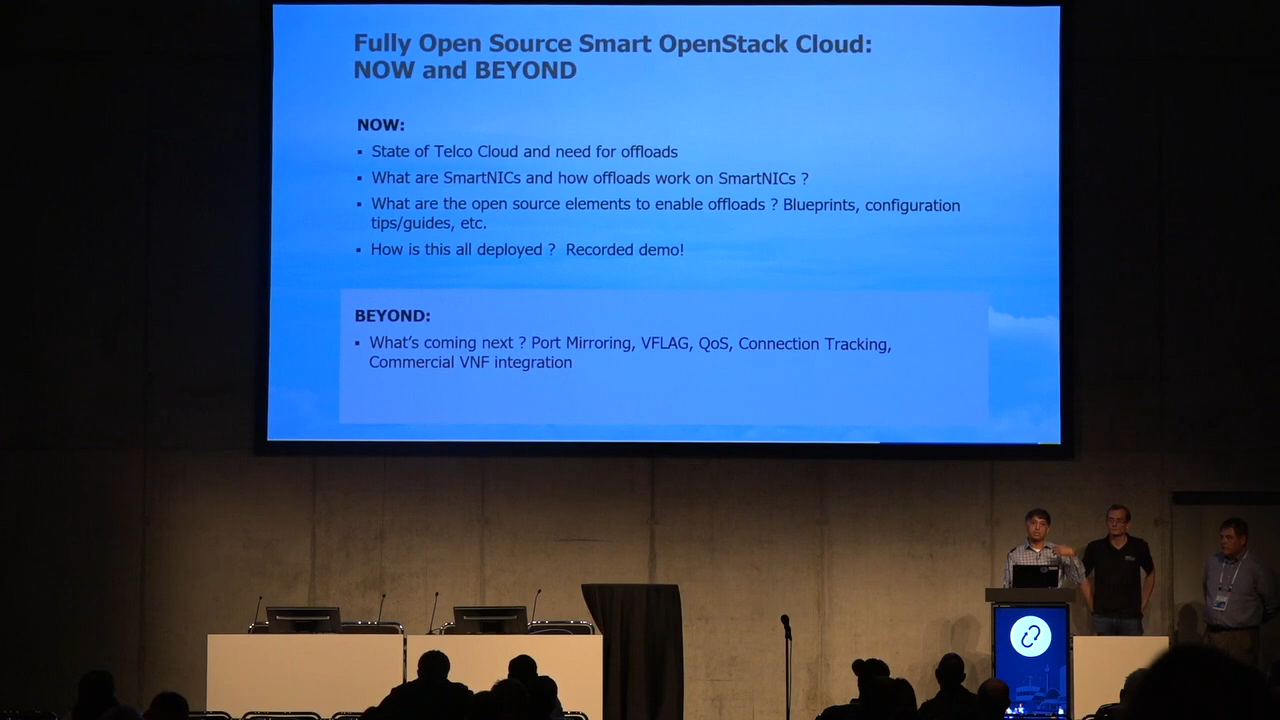 Fully Open Source Smart OpenStack Cloud:
NOW and BEYOND
NOW:
▪ State of Telco Cloud and need for offloads
▪ What are SmartNICs and how offloads work on SmartNICs ?
▪ What are the open source elements to enable offloads ? Blueprints, configuration
tips/guides, etc.
▪ How is this all deployed ? Recorded demo!
BEYOND:
▪ What's coming next ? Port Mirroring, VFLAG, QoS, Connection Tracking,
Commercial VNF integration